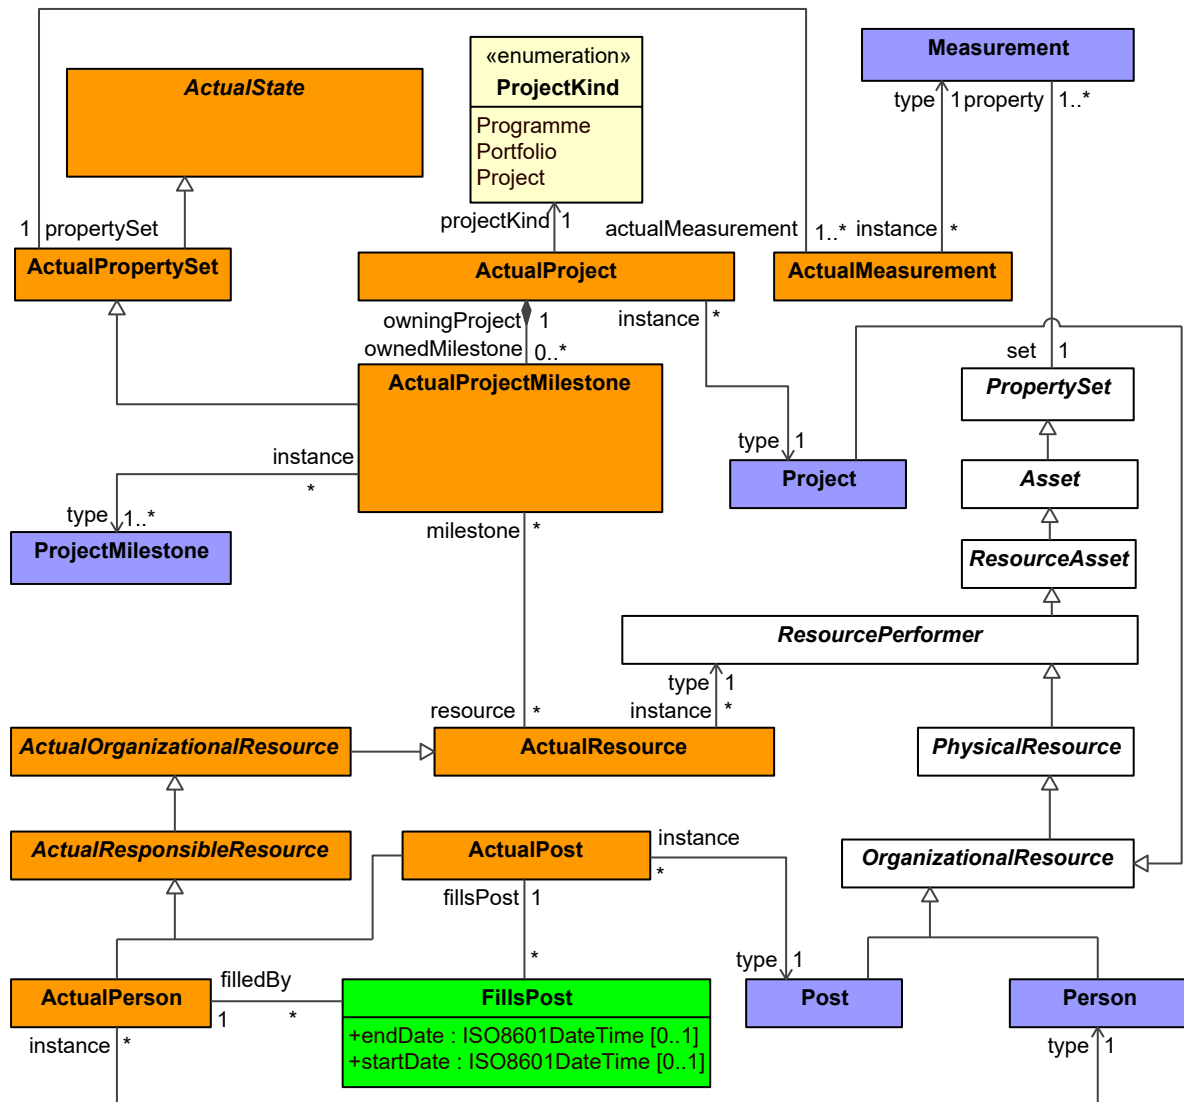 Measurement
«enumeration»
ProjectKind
Programme
Portfolio
Project
ActualState
type 1 property 1..*
1 propertySet
projectKind 1
actualMeasurement 1..*
instance *
ActualPropertySet
ActualProject
ActualMeasurement
owningProject 1
instance *
ownedMilestone 0..*
set 1
ActualProjectMilestone
PropertySet
type 1
instance *
Project
Asset
type 1..*
milestone *
ProjectMilestone
ResourceAsset
ResourcePerformer
type 1
resource *
instance *
ActualOrganizationalResource
ActualResource
PhysicalResource
instance *
ActualResponsibleResource
ActualPost
OrganizationalResource
fillsPost 1
*
type 1
filledBy
ActualPerson
FillsPost
Post
Person
1 *
+endDate : ISO8601DateTime [0..1]
instance *
type 1
+startDate : ISO8601DateTime [0..1]